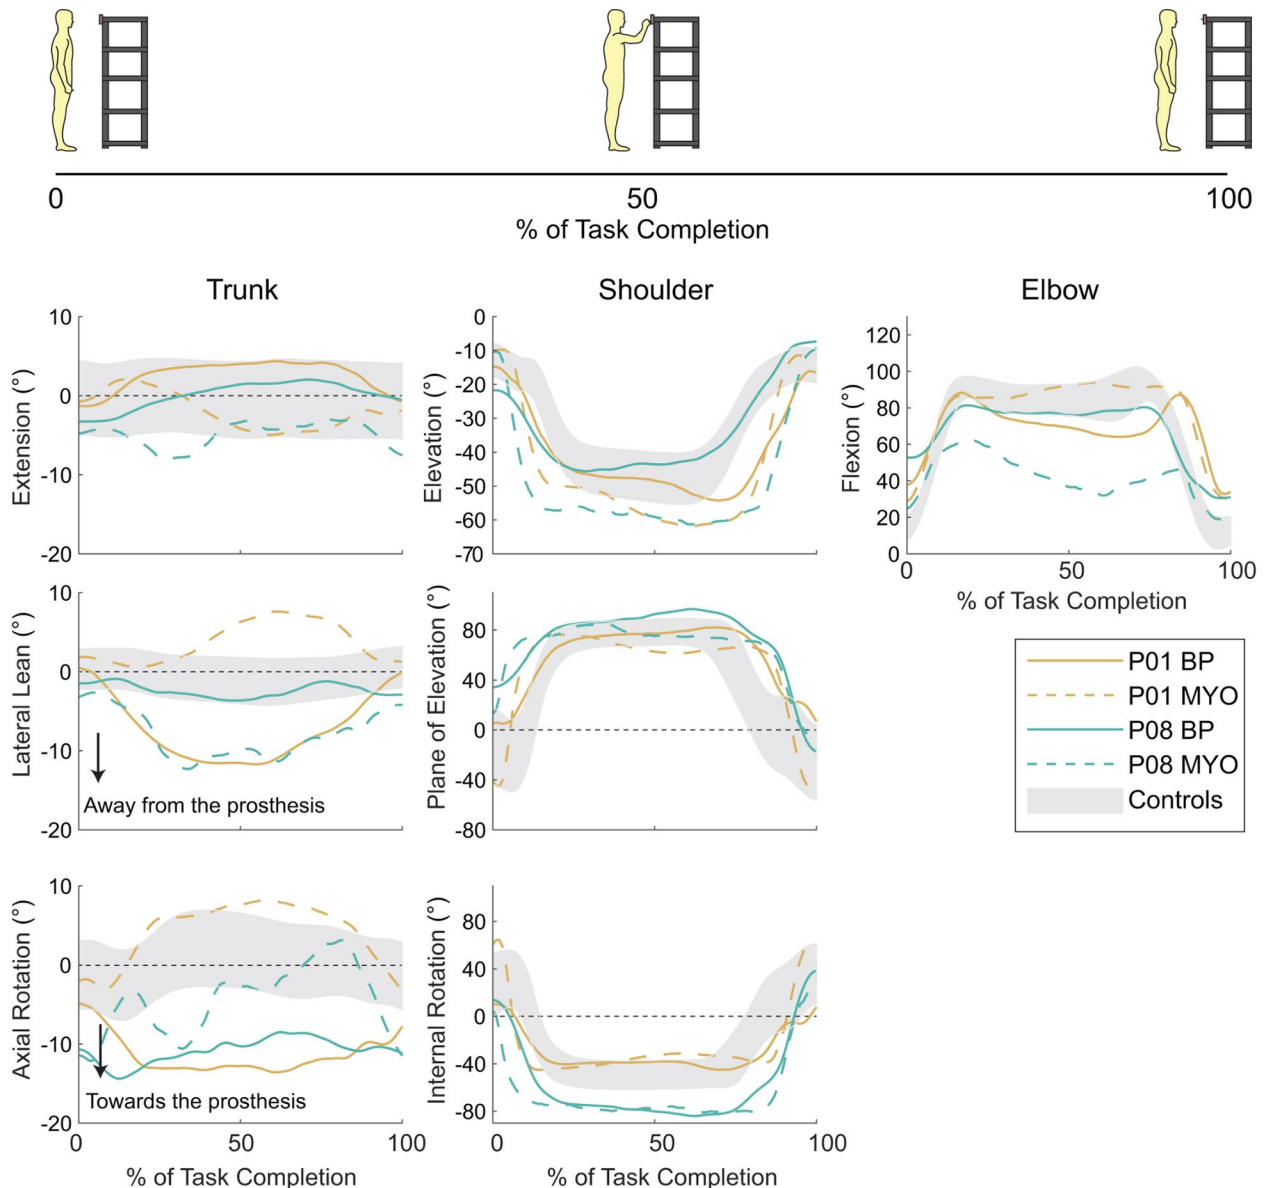 0
50
100
% of Task Completion
Trunk
Shoulder
Elbow
Extension (°)
10
0
-10
-20
Elevation (°)
0
-10
-20
-30
-40
-50
-60
-70
Flexion (°)
120
100
80
60
40
20
0
0
50
100
% of Task Completion
Lateral Lean (°)
10
0
-10
-20
Away from the prosthesis
Plane of Elevation (°)
80
40
0
-40
-80
P01 BP
P01 MYO
P08 BP
P08 MYO
Controls
Axial Rotation (°)
10
0
-10
-20
Towards the prosthesis
0
50
100
% of Task Completion
Internal Rotation (°)
80
40
0
-40
-80
0
50
100
% of Task Completion